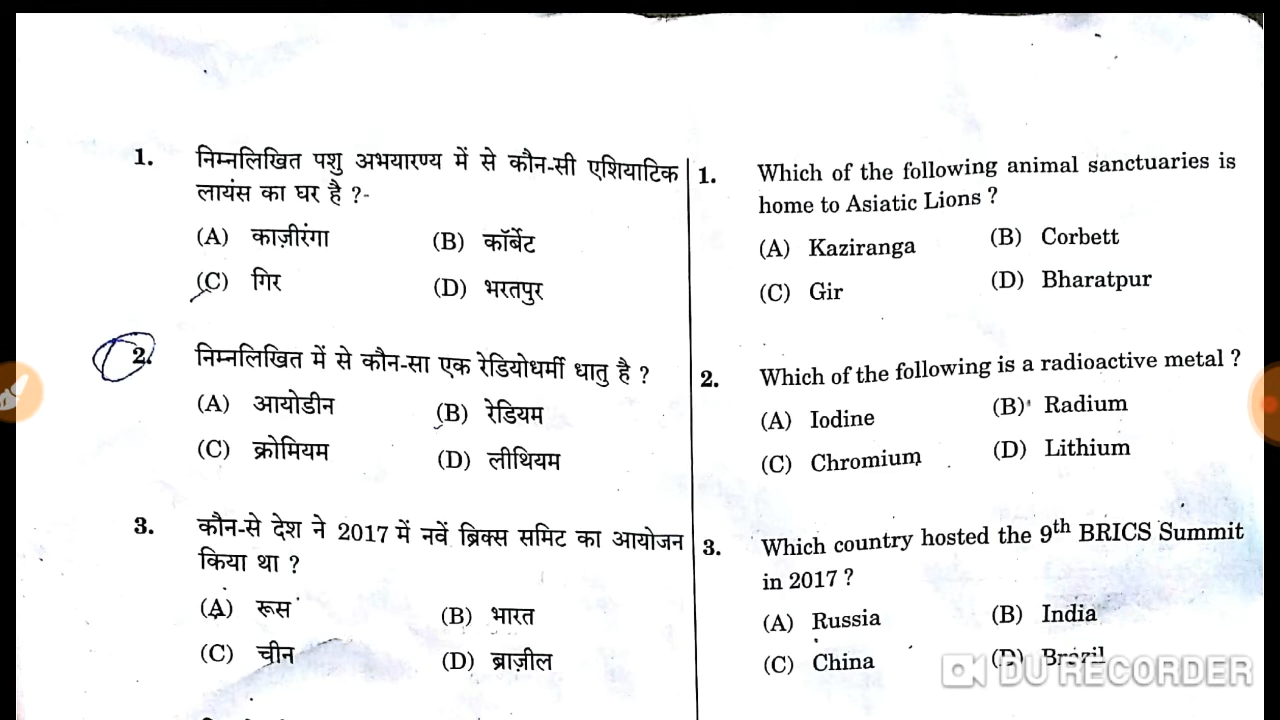 1. निम्नलिखित पशु अभयारण्य में से कौन-सी एशियाटिक
लायंस का घर है ?-
(A) काज़ीरंगा (B) कॉर्बेट
(C) गिर (D) भरतपुर
2. निम्नलिखित में से कौन-सा एक रेडियोधर्मी धातु है ?
(A) आयोडीन (B) रेडियम
(C) क्रोमियम (D) लीथियम
3. कौन-से देश ने 2017 में नवें ब्रिक्स समिट का आयोजन
किया था ?
(A) रूस (B) भारत
(C) चीन (D) ब्राज़ील
1. Which of the following animal sanctuaries is
home to Asiatic Lions ?
(A) Kaziranga (B) Corbett
(C) Gir (D) Bharatpur
2. Which of the following is a radioactive metal ?
(A) Iodine (B) Radium
(C) Chromium (D) Lithium
3. Which country hosted the 9th BRICS Summit
in 2017 ?
(A) Russia (B) India
(C) China (D) Brazil
DU RECORDER